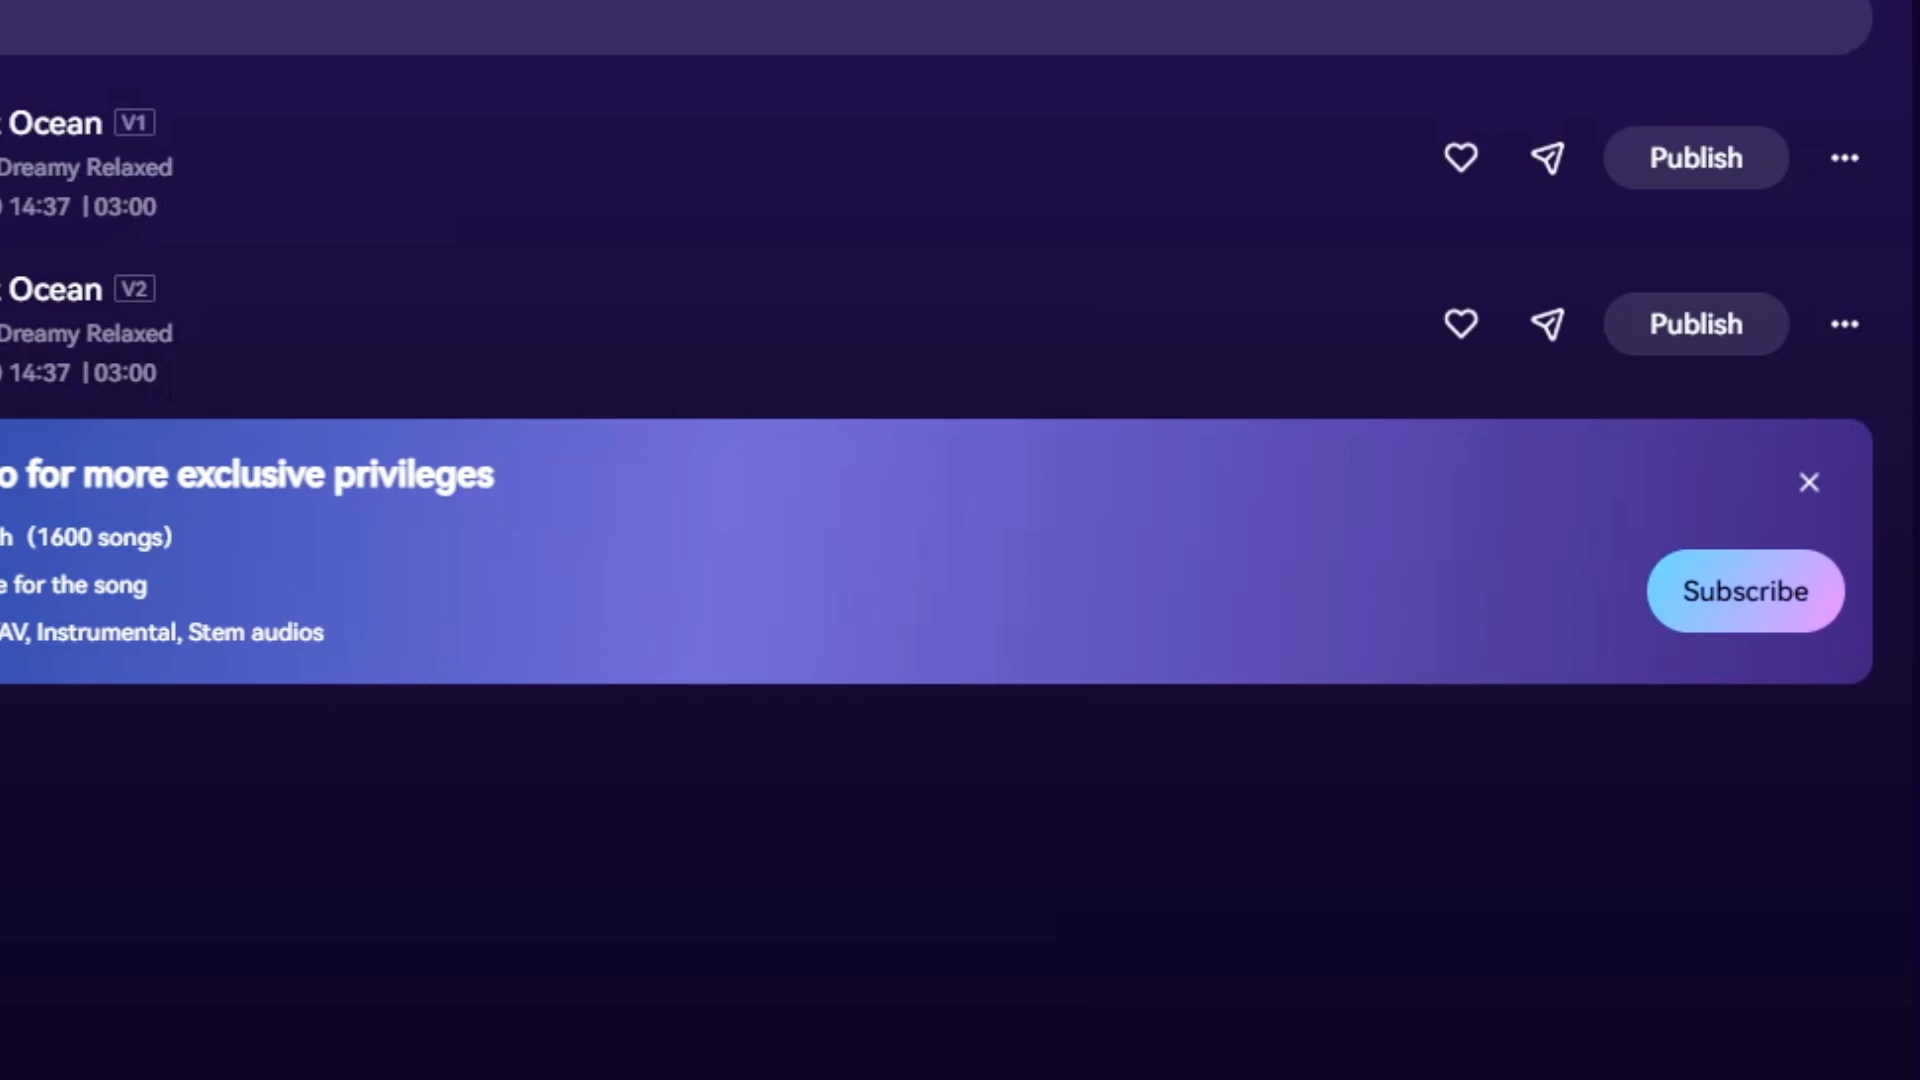 Ocean V1
Publish
Dreamy Relaxed
14:37 | 03:00
Ocean V2
Publish
Dreamy Relaxed
14:37 | 03:00
for more exclusive privileges
(1600 songs)
for the song
Subscribe
Instrumental, Stem audios